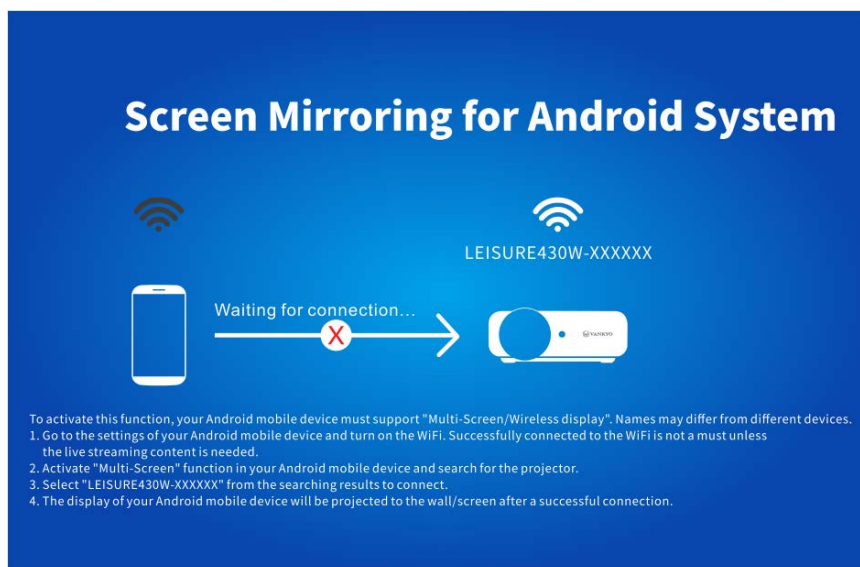 Screen Mirroring for Android System
LEISURE430W-XXXXXX
Waiting for connection...
X
VANKYO
To activate this function, your Android mobile device must support "Multi-Screen/Wireless display". Names may differ from different devices.
1. Go to the settings of your Android mobile device and turn on the WiFi. Successfully connected to the WiFi is not a must unless
the live streaming content is needed.
2. Activate "Multi-Screen" function in your Android mobile device and search for the projector.
3. Select "LEISURE430W-XXXXXX" from the searching results to connect.
4. The display of your Android mobile device will be projected to the wall/screen after a successful connection.